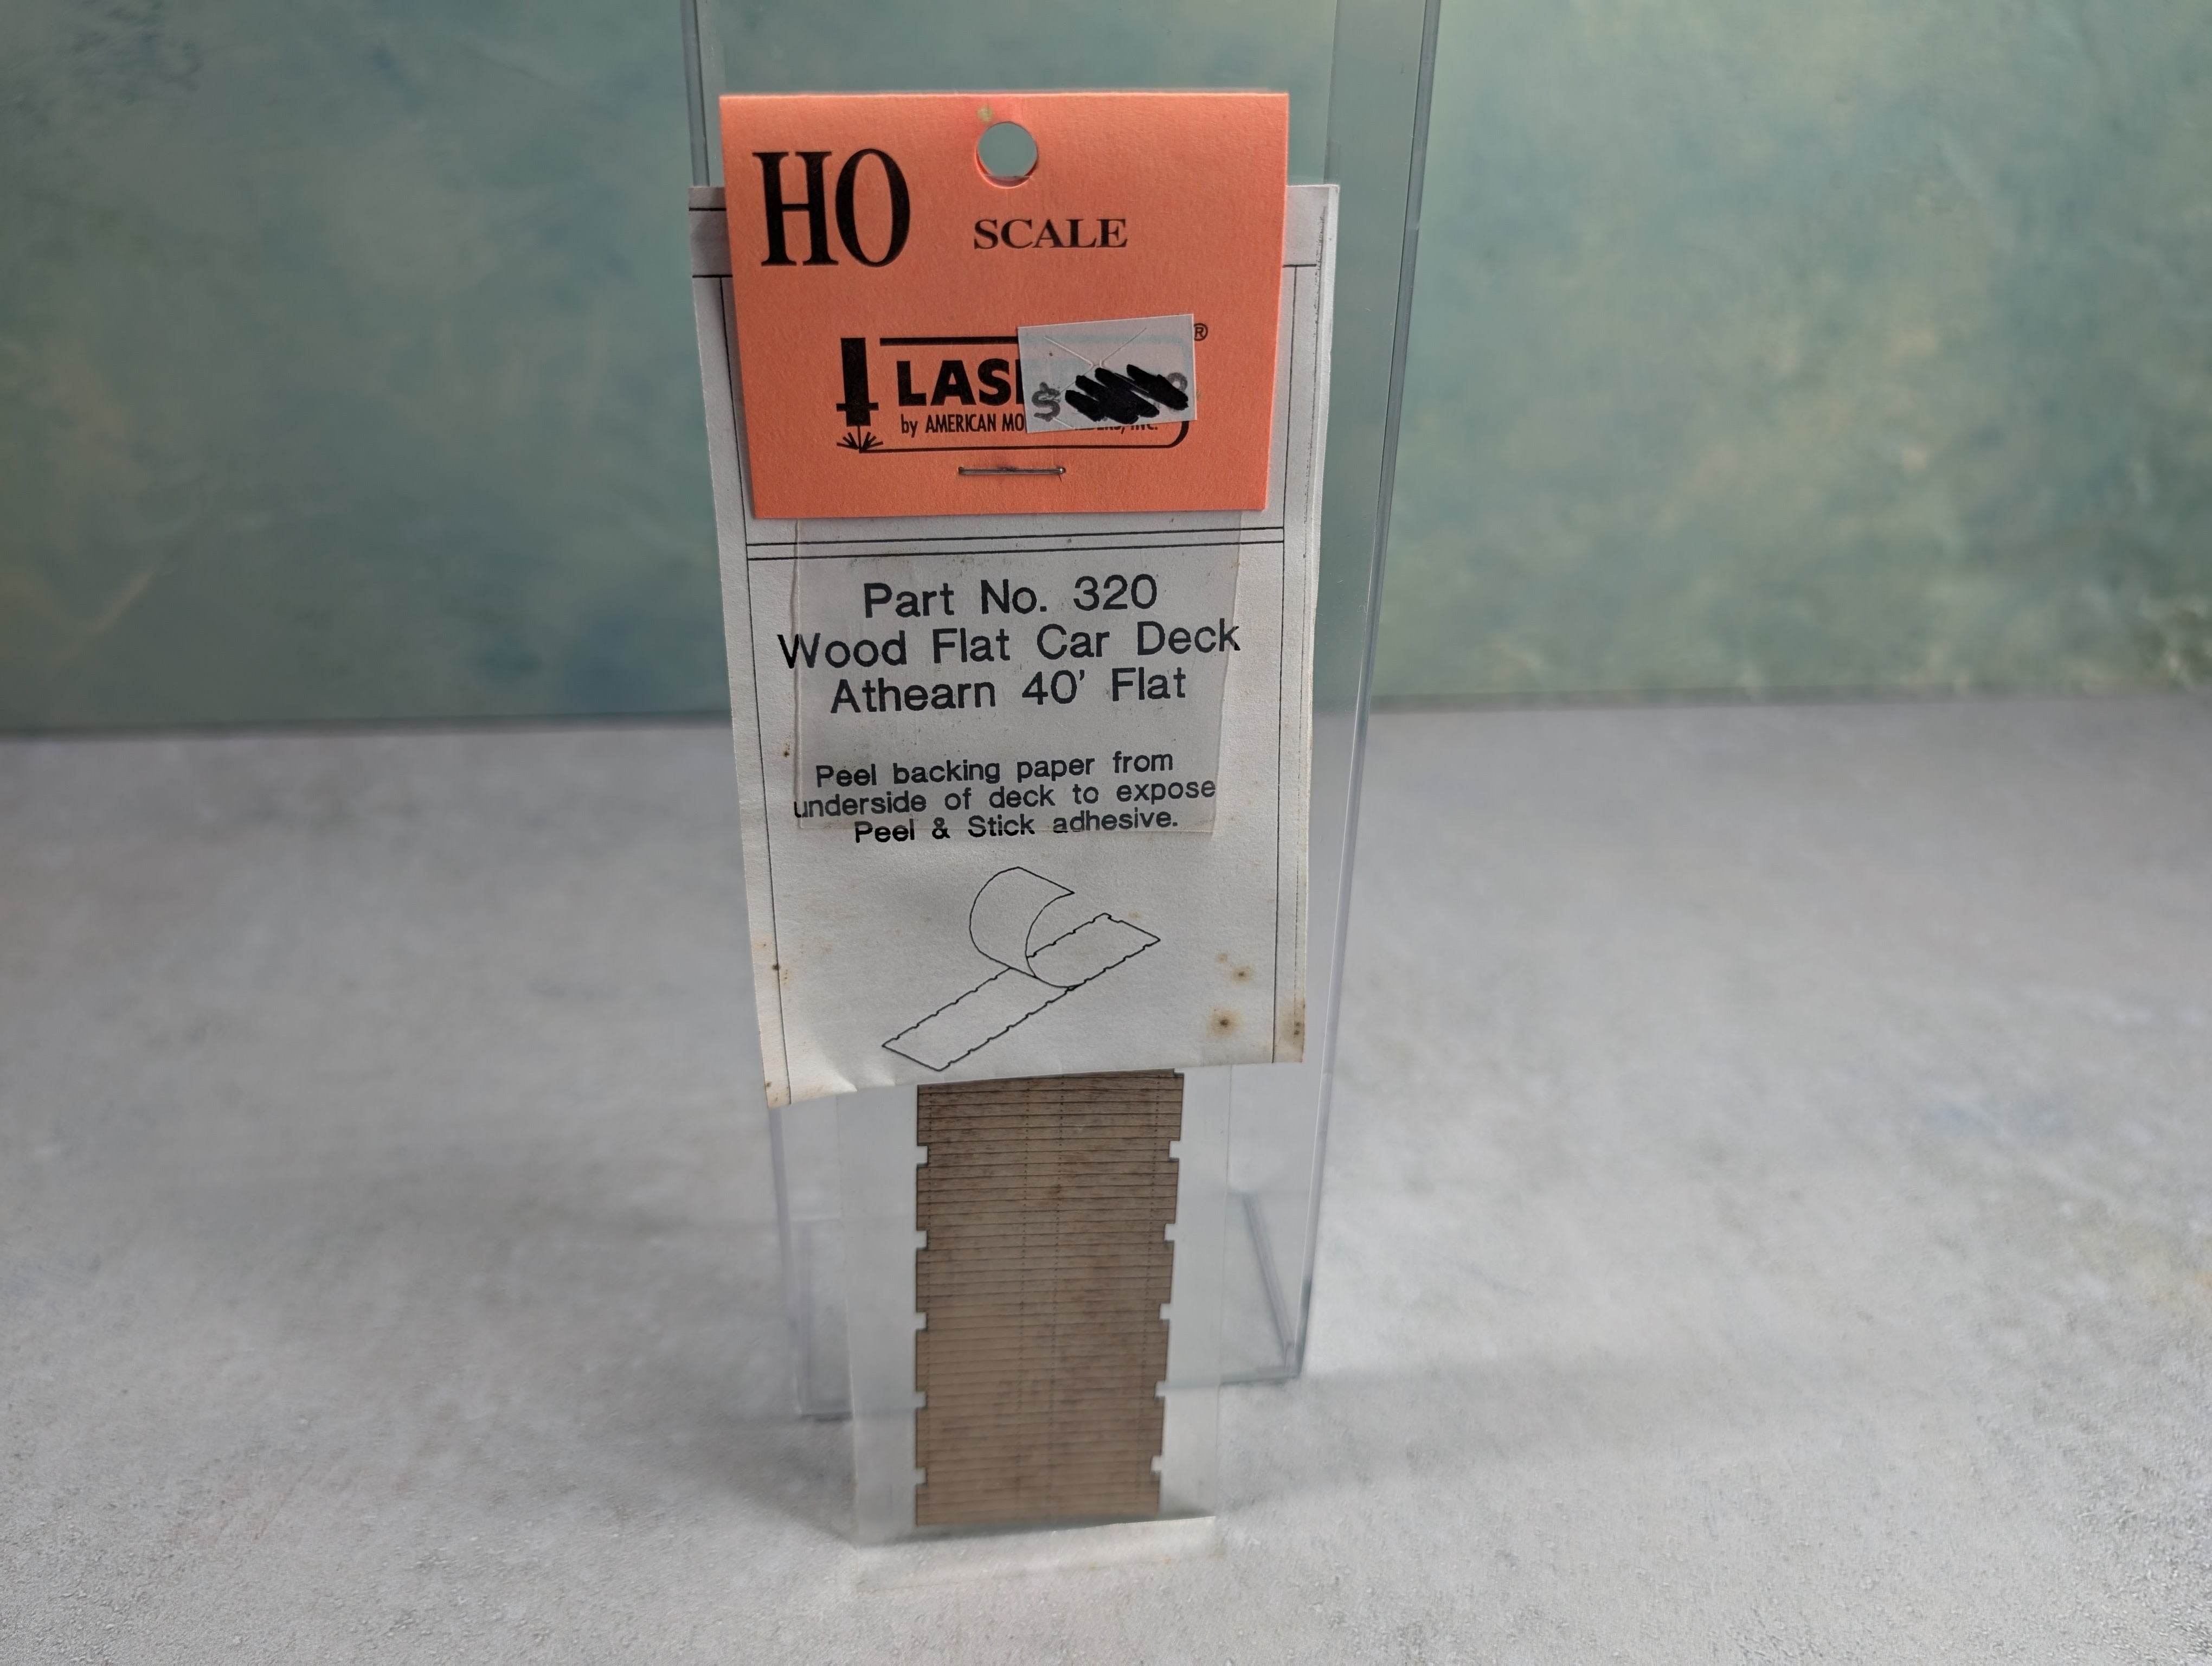 HO
SCALE
LAS
®
$
by AMERICAN MO
INC.
Part No. 320
Wood Flat Car Deck
Athearn 40' Flat
Peel backing paper from
underside of deck to expose
Peel & Stick adhesive.